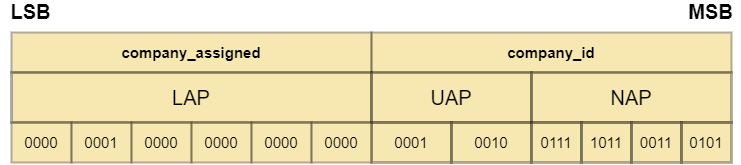 LSB MSB
company_assigned company_id
LAP UAP NAP
0000 0001 0000 0000 0000 0000 0001 0010 0111 1011 0011 0101